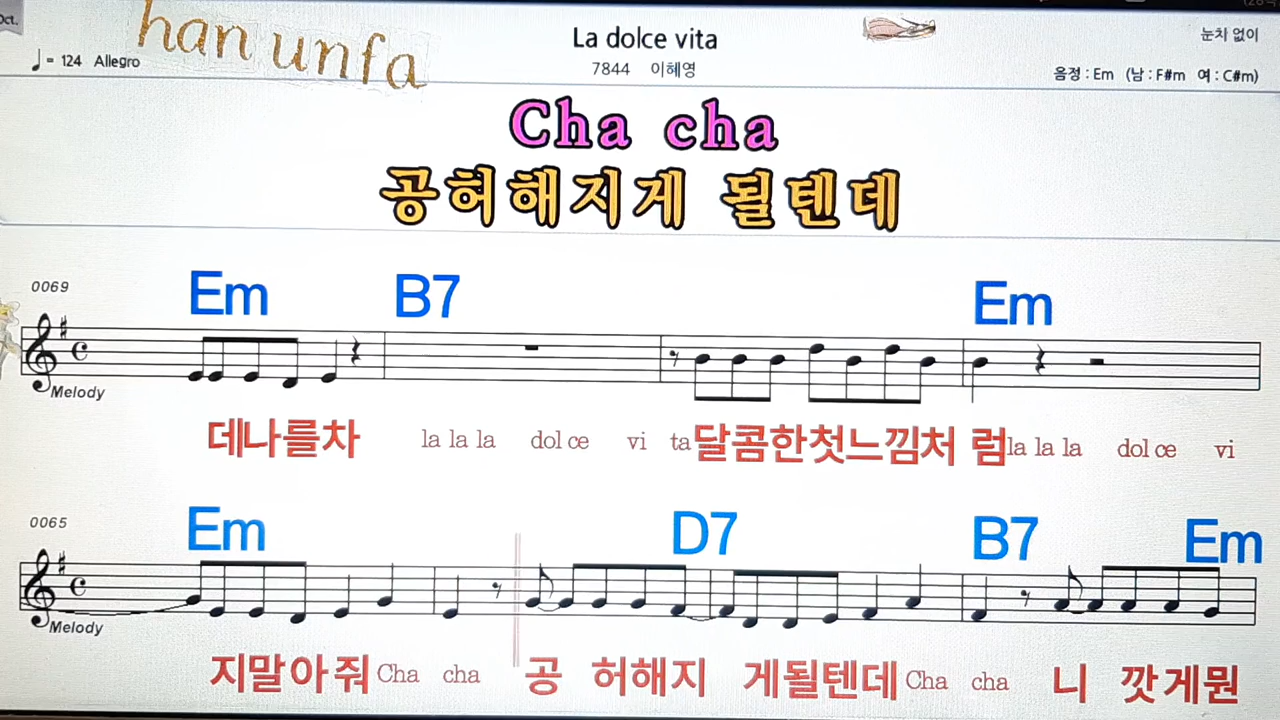 Oct.
han unfa
La dolce vita
눈치 없이
♩= 124 Allegro
7844 이혜영
음정 : Em (남 : F#m 여 : C#m)
Cha cha
공허해지게 될텐데
0069
Em B7 Em
Melody
데나를차 la la la dol ce vi ta 달콤한첫느낌처 럼 la la la dol ce vi
0065
Em D7 B7 Em
Melody
지말아줘 Cha cha 공 허해지 게될텐데 Cha cha 니 깟게뭔